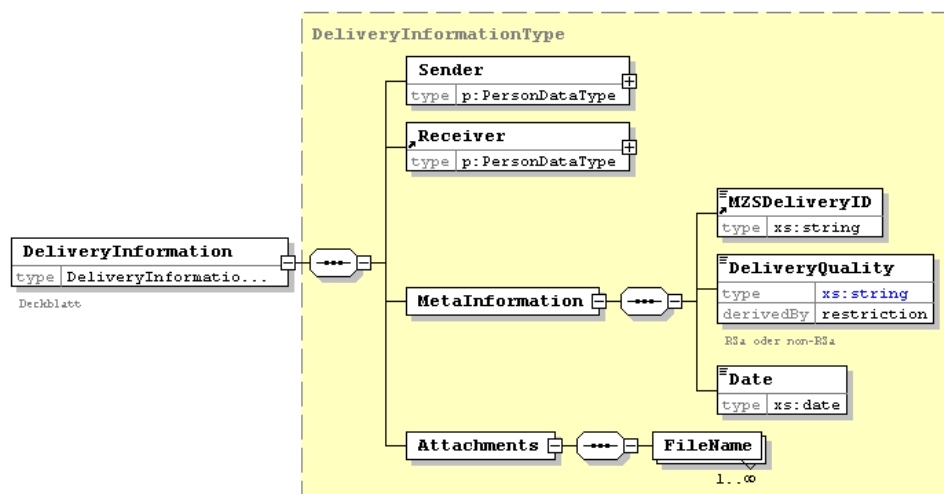 DeliveryInformationType
Sender
type p:PersonDataType
Receiver
type p:PersonDataType
MZSDeliveryID
type xs:string
DeliveryInformation
type DeliveryInformatio...
Deckblatt
DeliveryQuality
type xs:string
derivedBy restriction
RSa oder non-RSa
MetaInformation
Date
type xs:date
Attachments
FileName
1..∞